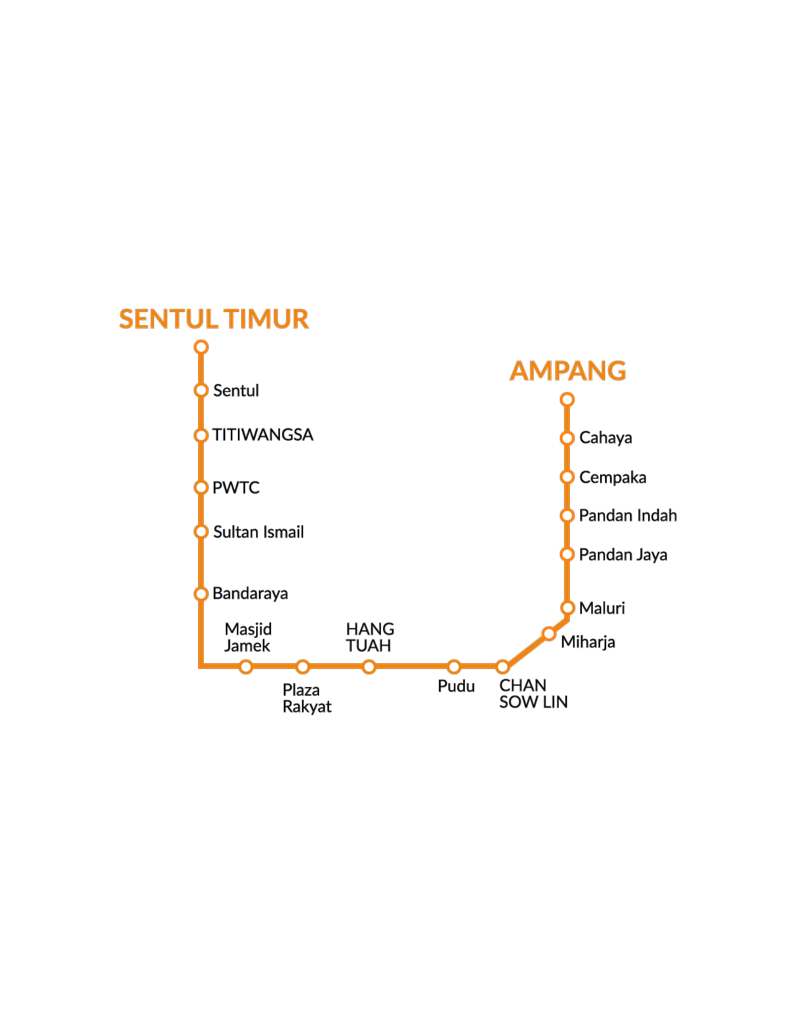 SENTUL TIMUR
Sentul
TITIWANGSA
PWTC
Sultan Ismail
Bandaraya
Masjid
Jamek
Plaza
Rakyat
HANG
TUAH
Pudu
CHAN
SOW LIN
Miharja
Maluri
Pandan Jaya
Pandan Indah
Cempaka
Cahaya
AMPANG